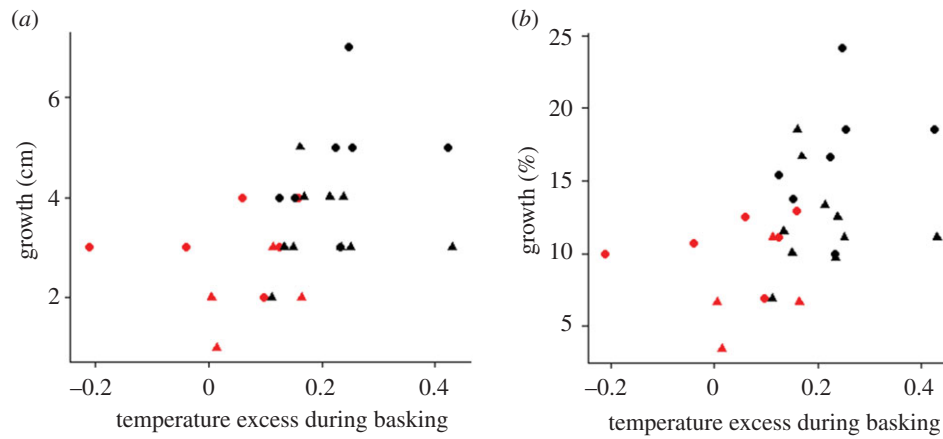 (a)
6
4
2
growth (cm)
–0.2 0 0.2 0.4
temperature excess during basking
(b)
25
20
15
10
5
growth (%)
–0.2 0 0.2 0.4
temperature excess during basking